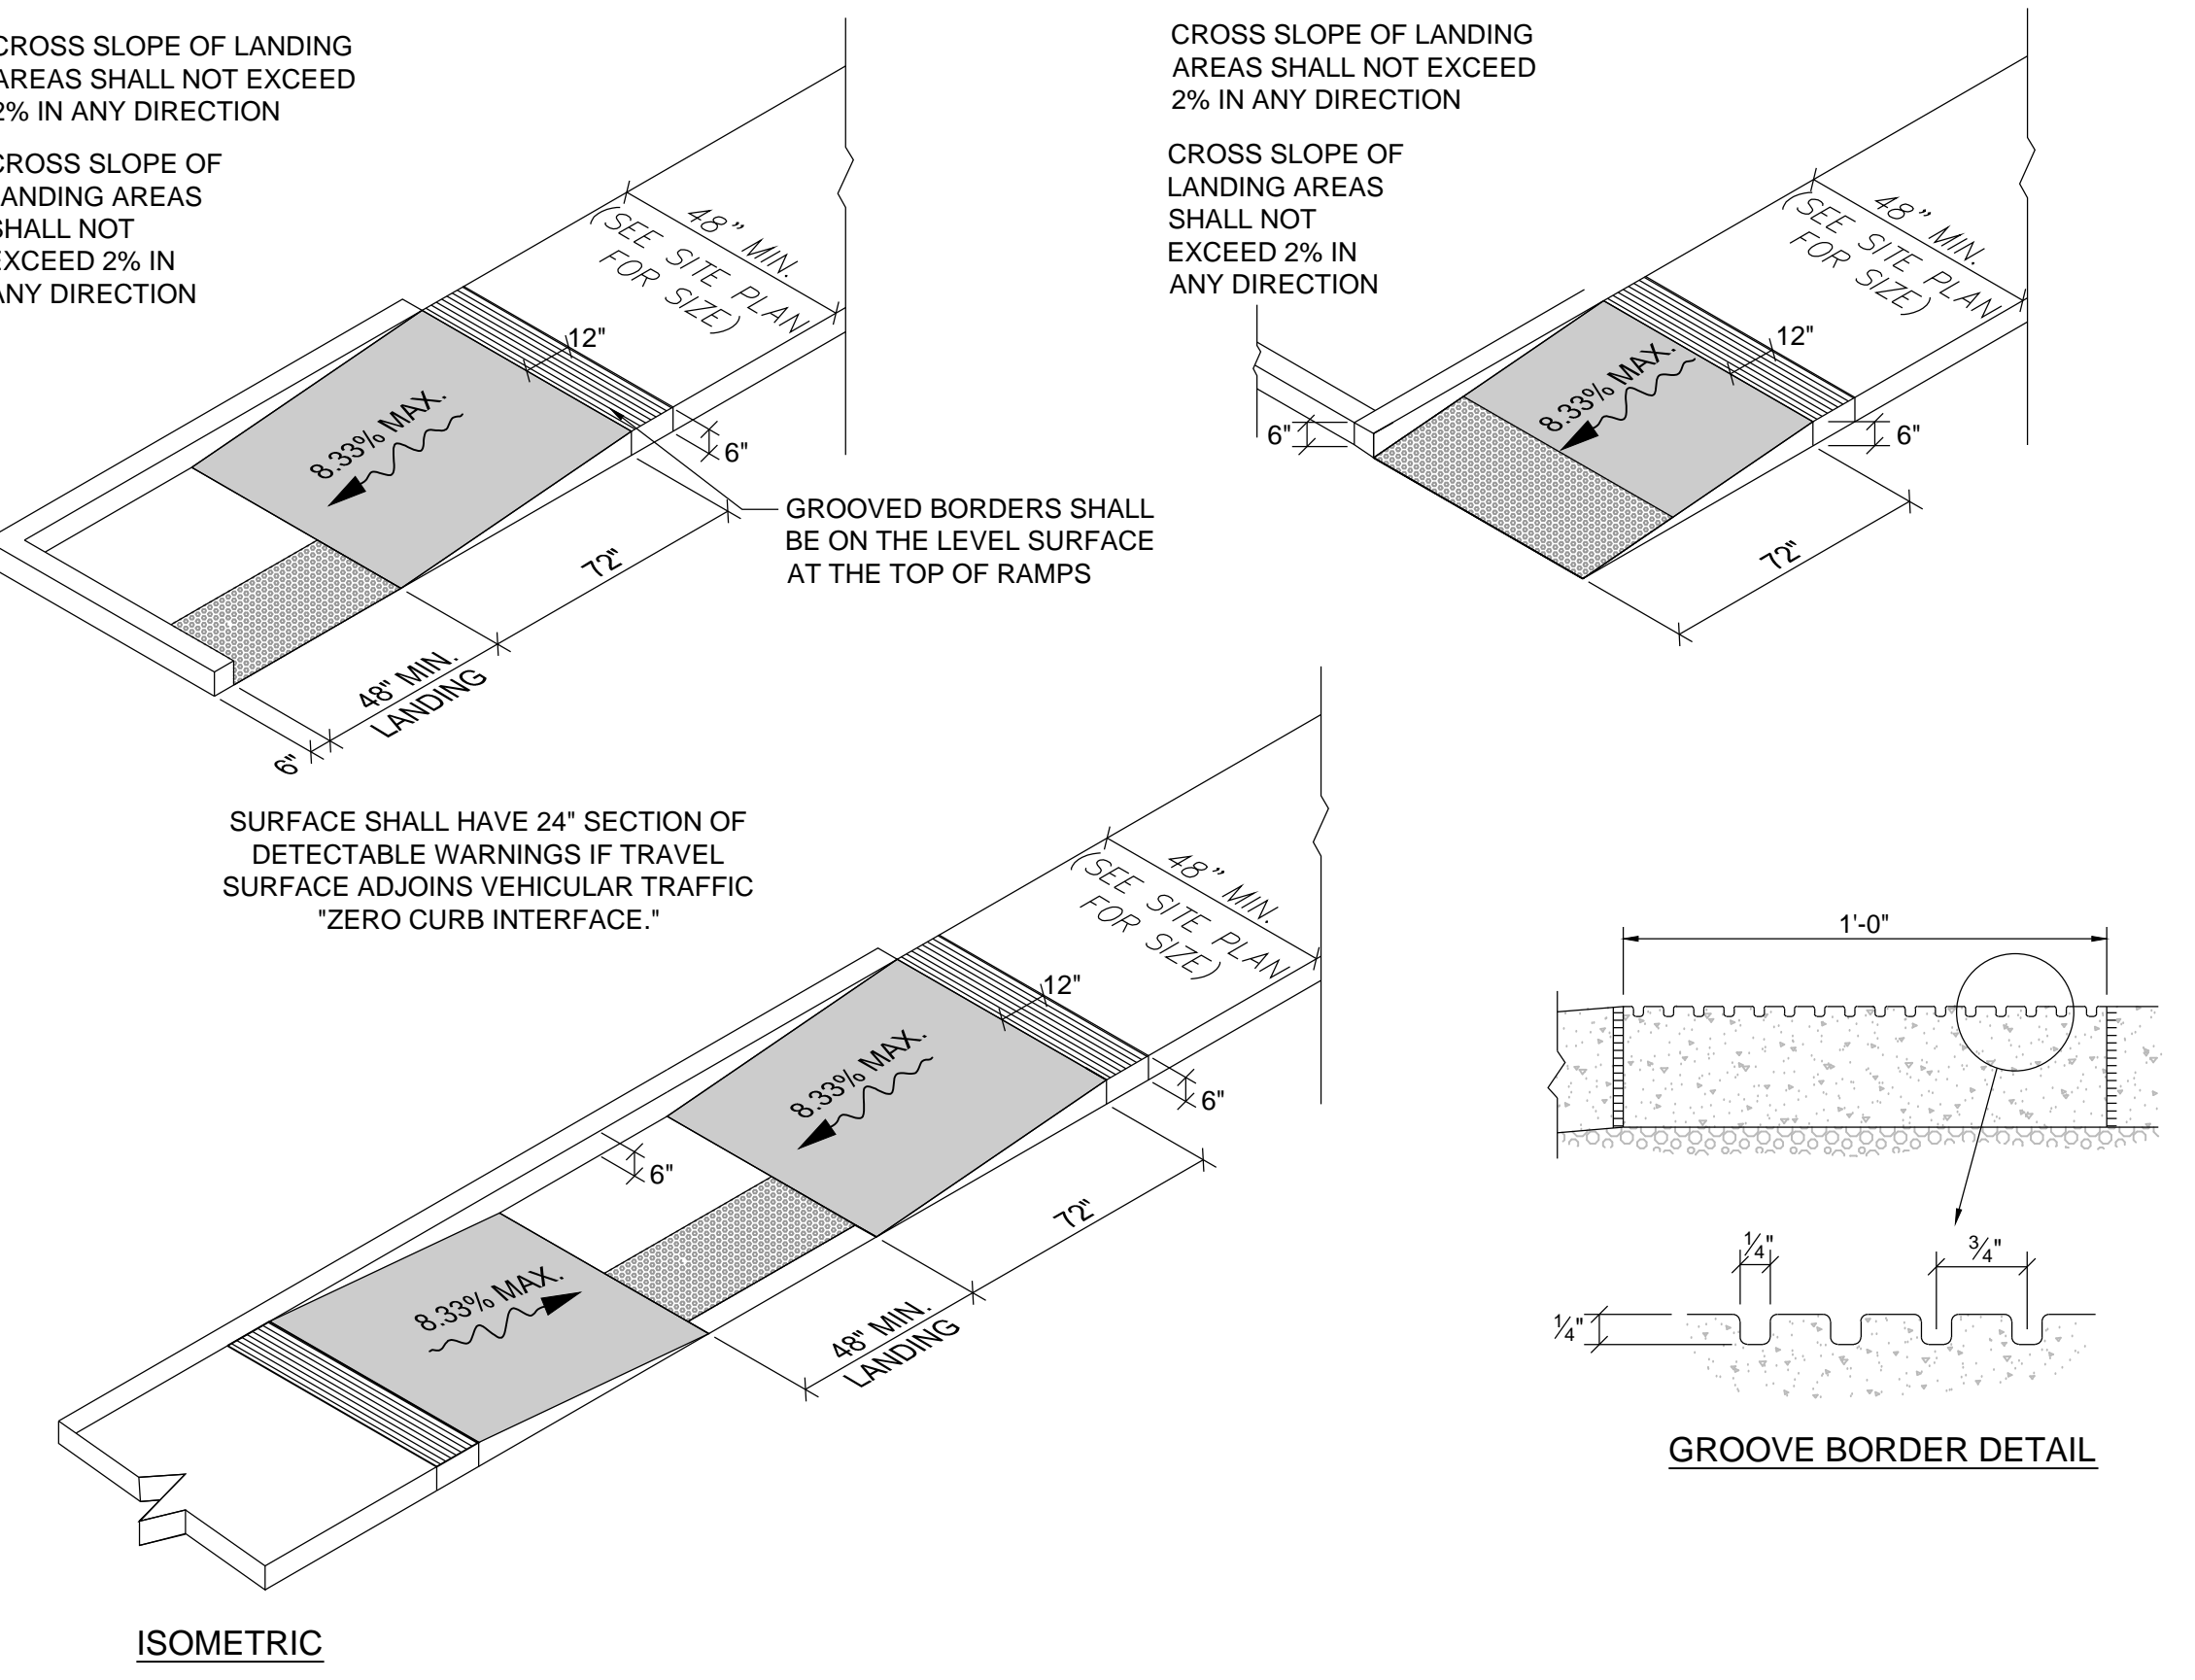 CROSS SLOPE OF LANDING
AREAS SHALL NOT EXCEED
2% IN ANY DIRECTION
CROSS SLOPE OF
LANDING AREAS
SHALL NOT
EXCEED 2% IN
ANY DIRECTION
48" MIN.
(SEE SITE PLAN
FOR SIZE)
12"
8.33% MAX.
6"
GROOVED BORDERS SHALL
BE ON THE LEVEL SURFACE
AT THE TOP OF RAMPS
72"
48" MIN.
LANDING
6"
CROSS SLOPE OF LANDING
AREAS SHALL NOT EXCEED
2% IN ANY DIRECTION
CROSS SLOPE OF
LANDING AREAS
SHALL NOT
EXCEED 2% IN
ANY DIRECTION
48" MIN.
(SEE SITE PLAN
FOR SIZE)
12"
8.33% MAX.
6"
6"
72"
SURFACE SHALL HAVE 24" SECTION OF
DETECTABLE WARNINGS IF TRAVEL
SURFACE ADJOINS VEHICULAR TRAFFIC
"ZERO CURB INTERFACE."
48" MIN.
(SEE SITE PLAN
FOR SIZE)
12"
8.33% MAX.
6"
6"
72"
8.33% MAX.
48" MIN.
LANDING
ISOMETRIC
1'-0"
1/4"
3/4"
1/4"
GROOVE BORDER DETAIL